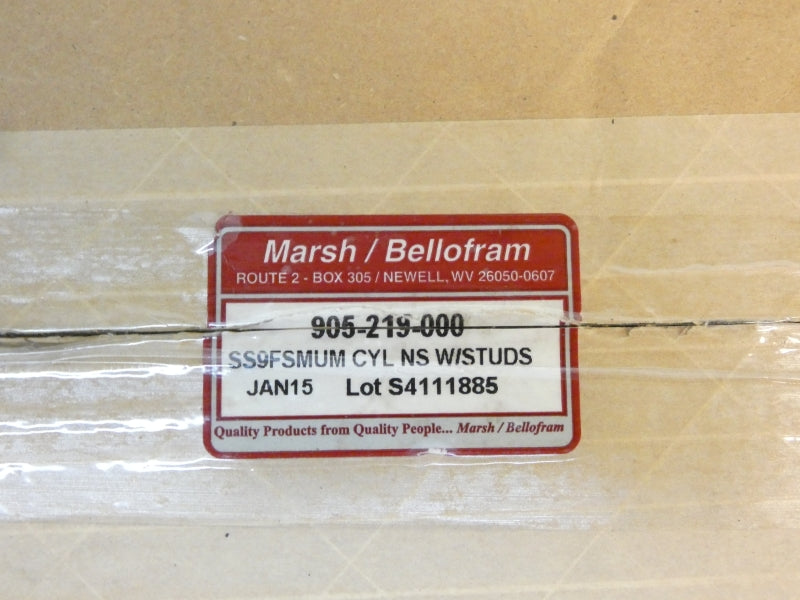 Marsh / Bellofram
ROUTE 2 - BOX 305 / NEWELL, WV 26050-0607
905-219-000
SS9FSMUM CYL NS W/STUDS
JAN15 Lot S4111885
Quality Products from Quality People... Marsh / Bellofram